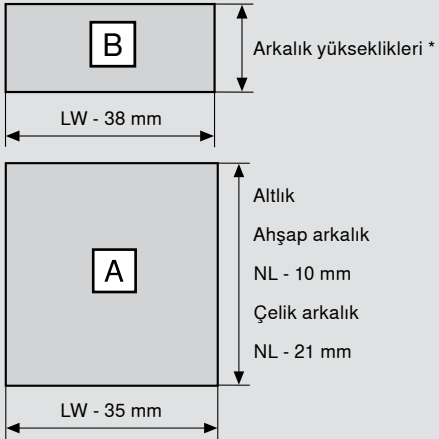 B
Arkalık yükseklikleri *
LW - 38 mm
A
Altlık
Ahşap arkalık
NL - 10 mm
Çelik arkalık
NL - 21 mm
LW - 35 mm